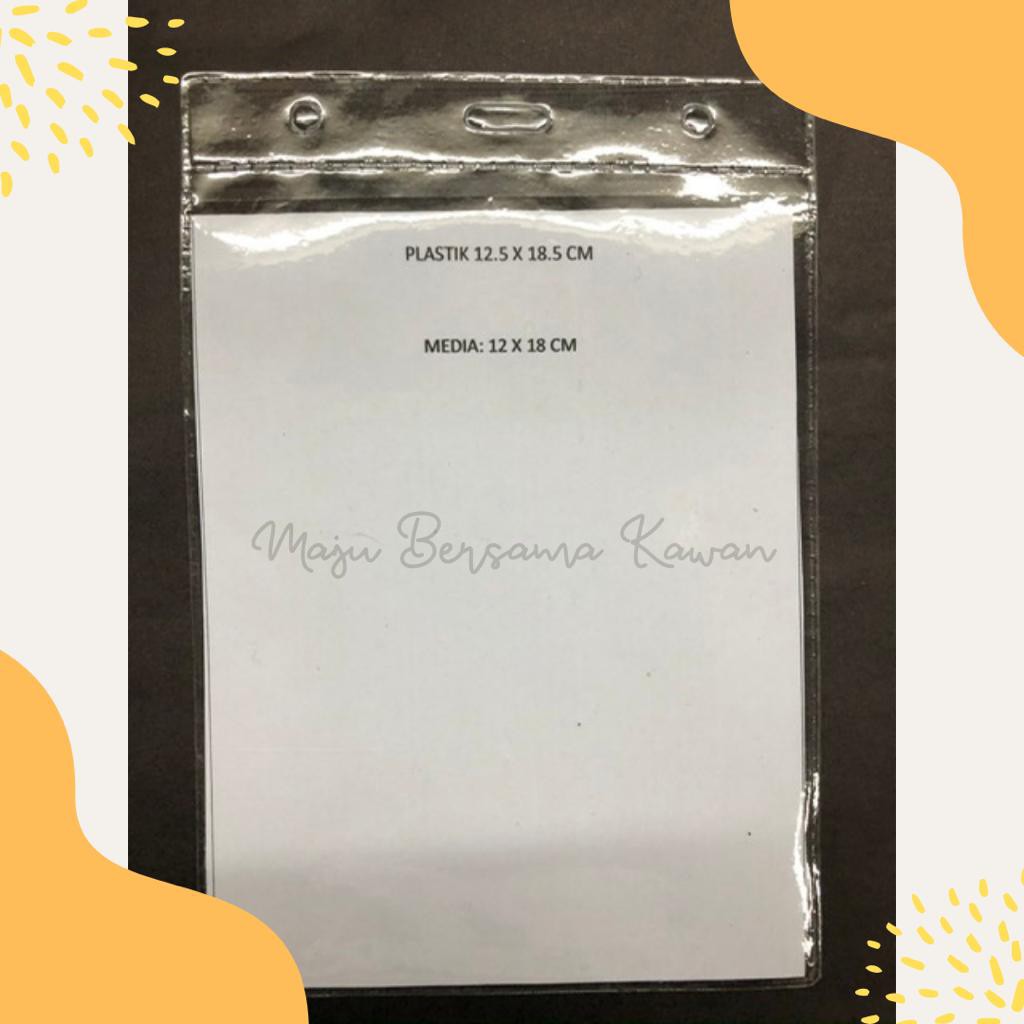 PLASTIK 12.5 X 18.5 CM
MEDIA: 12 X 18 CM
Maju Bersama Kawan